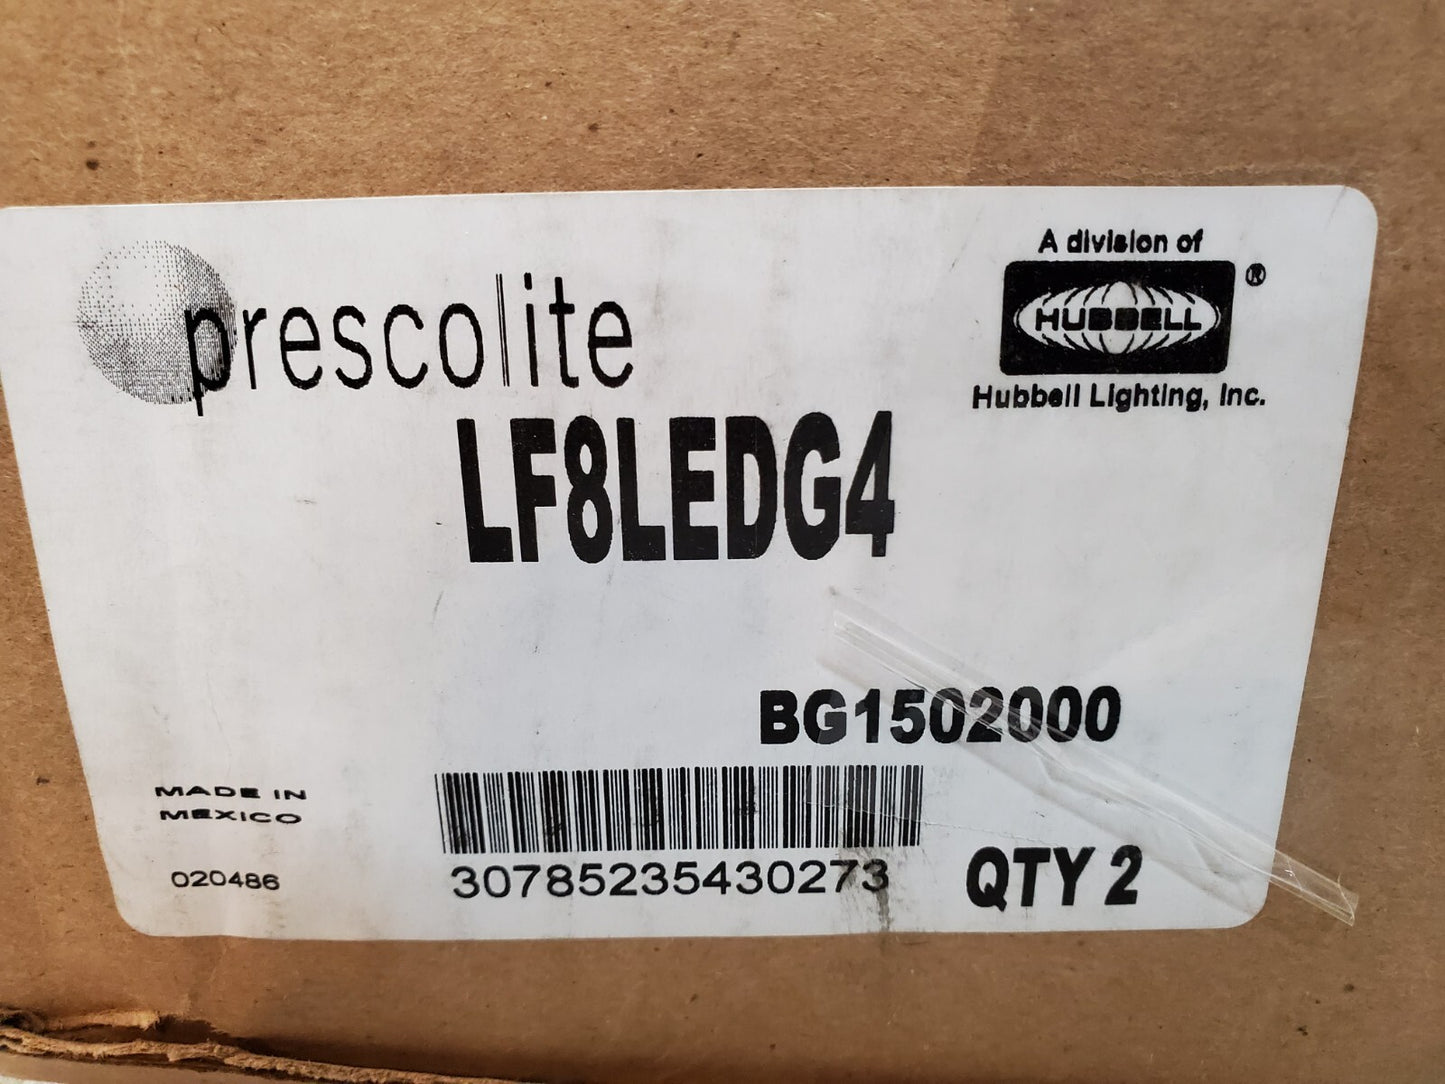 A division of
prescolite
HUBBELL ®
Hubbell Lighting, Inc.
LF8LEDG4
BG1502000
MADE IN
MEXICO
020486
30785235430273
QTY 2